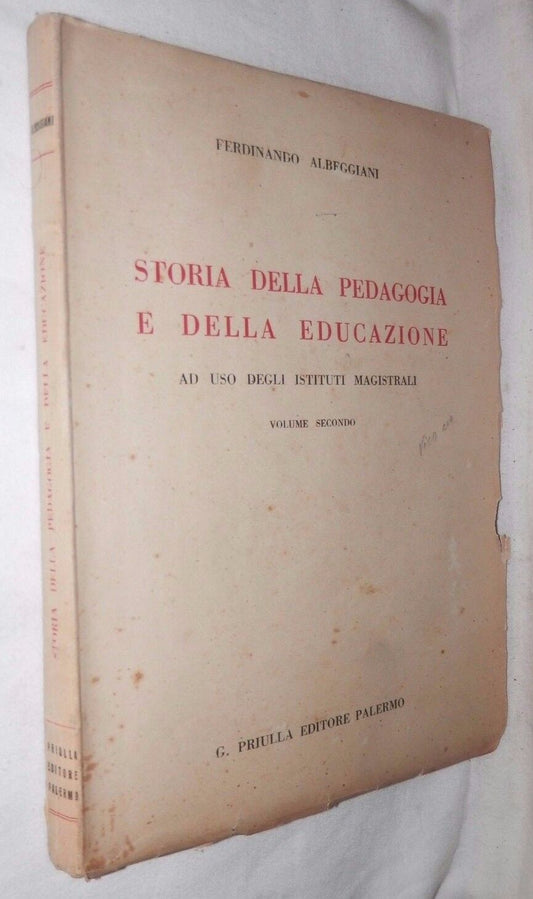 FERDINANDO ALBEGGIANI
STORIA DELLA PEDAGOGIA
E DELLA EDUCAZIONE
AD USO DEGLI ISTITUTI MAGISTRALI
VOLUME SECONDO
G. PRIULLA EDITORE PALERMO
ALBEGGIANI
STORIA DELLA PEDAGOGIA E DELLA EDUCAZIONE
PRIULLA
EDITORE
PALERMO